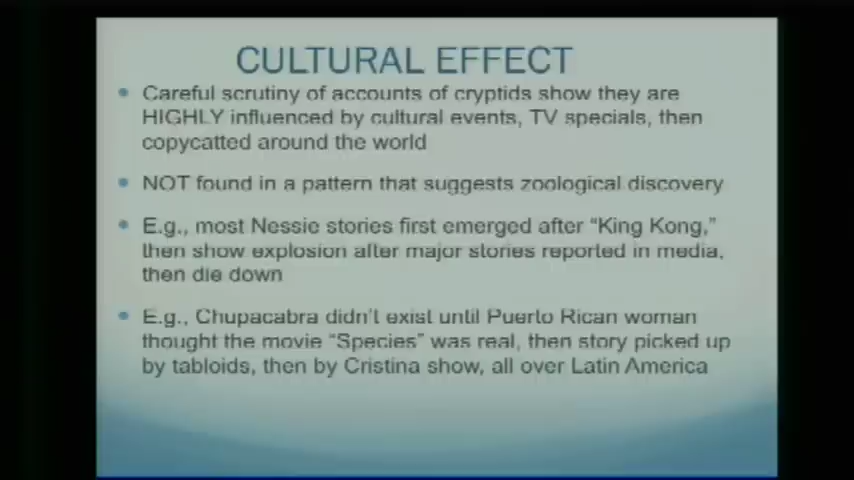 CULTURAL EFFECT
• Careful scrutiny of accounts of cryptids show they are
HIGHLY influenced by cultural events, TV specials, then
copycatted around the world
• NOT found in a pattern that suggests zoological discovery
• E.g., most Nessie stories first emerged after “King Kong,”
then show explosion after major stories reported in media,
then die down
• E.g., Chupacabra didn’t exist until Puerto Rican woman
thought the movie “Species” was real, then story picked up
by tabloids, then by Cristina show, all over Latin America